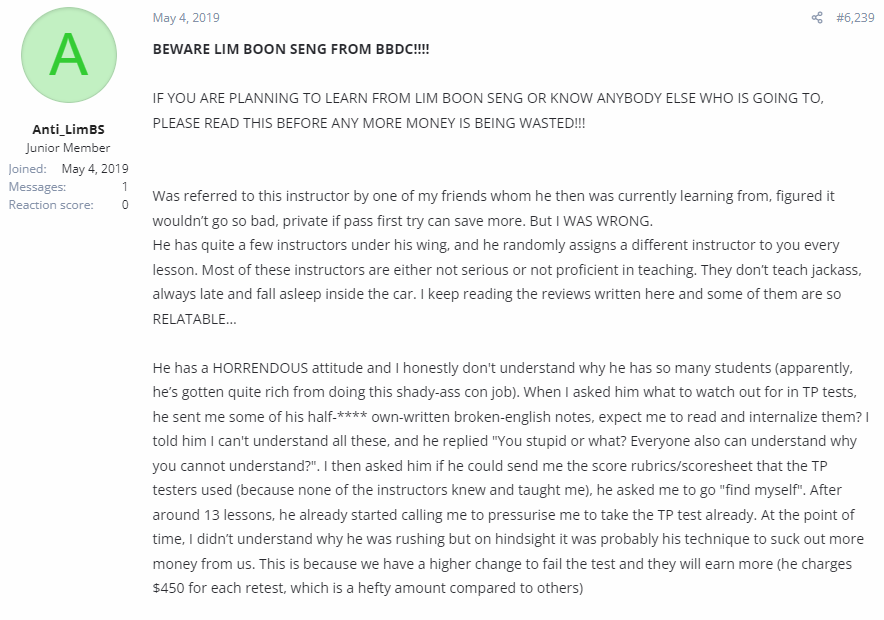 A
Anti_LimBS
Junior Member
Joined: May 4, 2019
Messages: 1
Reaction score: 0
May 4, 2019 #6,239
BEWARE LIM BOON SENG FROM BBDC!!!!
IF YOU ARE PLANNING TO LEARN FROM LIM BOON SENG OR KNOW ANYBODY ELSE WHO IS GOING TO,
PLEASE READ THIS BEFORE ANY MORE MONEY IS BEING WASTED!!!
Was referred to this instructor by one of my friends whom he then was currently learning from, figured it
wouldn’t go so bad, private if pass first try can save more. But I WAS WRONG.
He has quite a few instructors under his wing, and he randomly assigns a different instructor to you every
lesson. Most of these instructors are either not serious or not proficient in teaching. They don’t teach jackass,
always late and fall asleep inside the car. I keep reading the reviews written here and some of them are so
RELATABLE...
He has a HORRENDOUS attitude and I honestly don't understand why he has so many students (apparently,
he’s gotten quite rich from doing this shady-ass con job). When I asked him what to watch out for in TP tests,
he sent me some of his half-**** own-written broken-english notes, expect me to read and internalize them? I
told him I can't understand all these, and he replied "You stupid or what? Everyone also can understand why
you cannot understand?". I then asked him if he could send me the score rubrics/scoresheet that the TP
testers used (because none of the instructors knew and taught me), he asked me to go "find myself". After
around 13 lessons, he already started calling me to pressurise me to take the TP test already. At the point of
time, I didn’t understand why he was rushing but on hindsight it was probably his technique to suck out more
money from us. This is because we have a higher change to fail the test and they will earn more (he charges
$450 for each retest, which is a hefty amount compared to others)